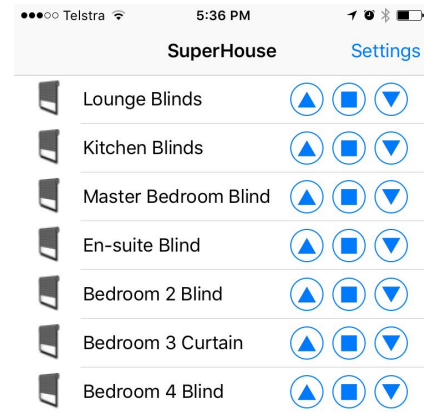 Telstra 5:36 PM
SuperHouse Settings
Lounge Blinds
Kitchen Blinds
Master Bedroom Blind
En-suite Blind
Bedroom 2 Blind
Bedroom 3 Curtain
Bedroom 4 Blind